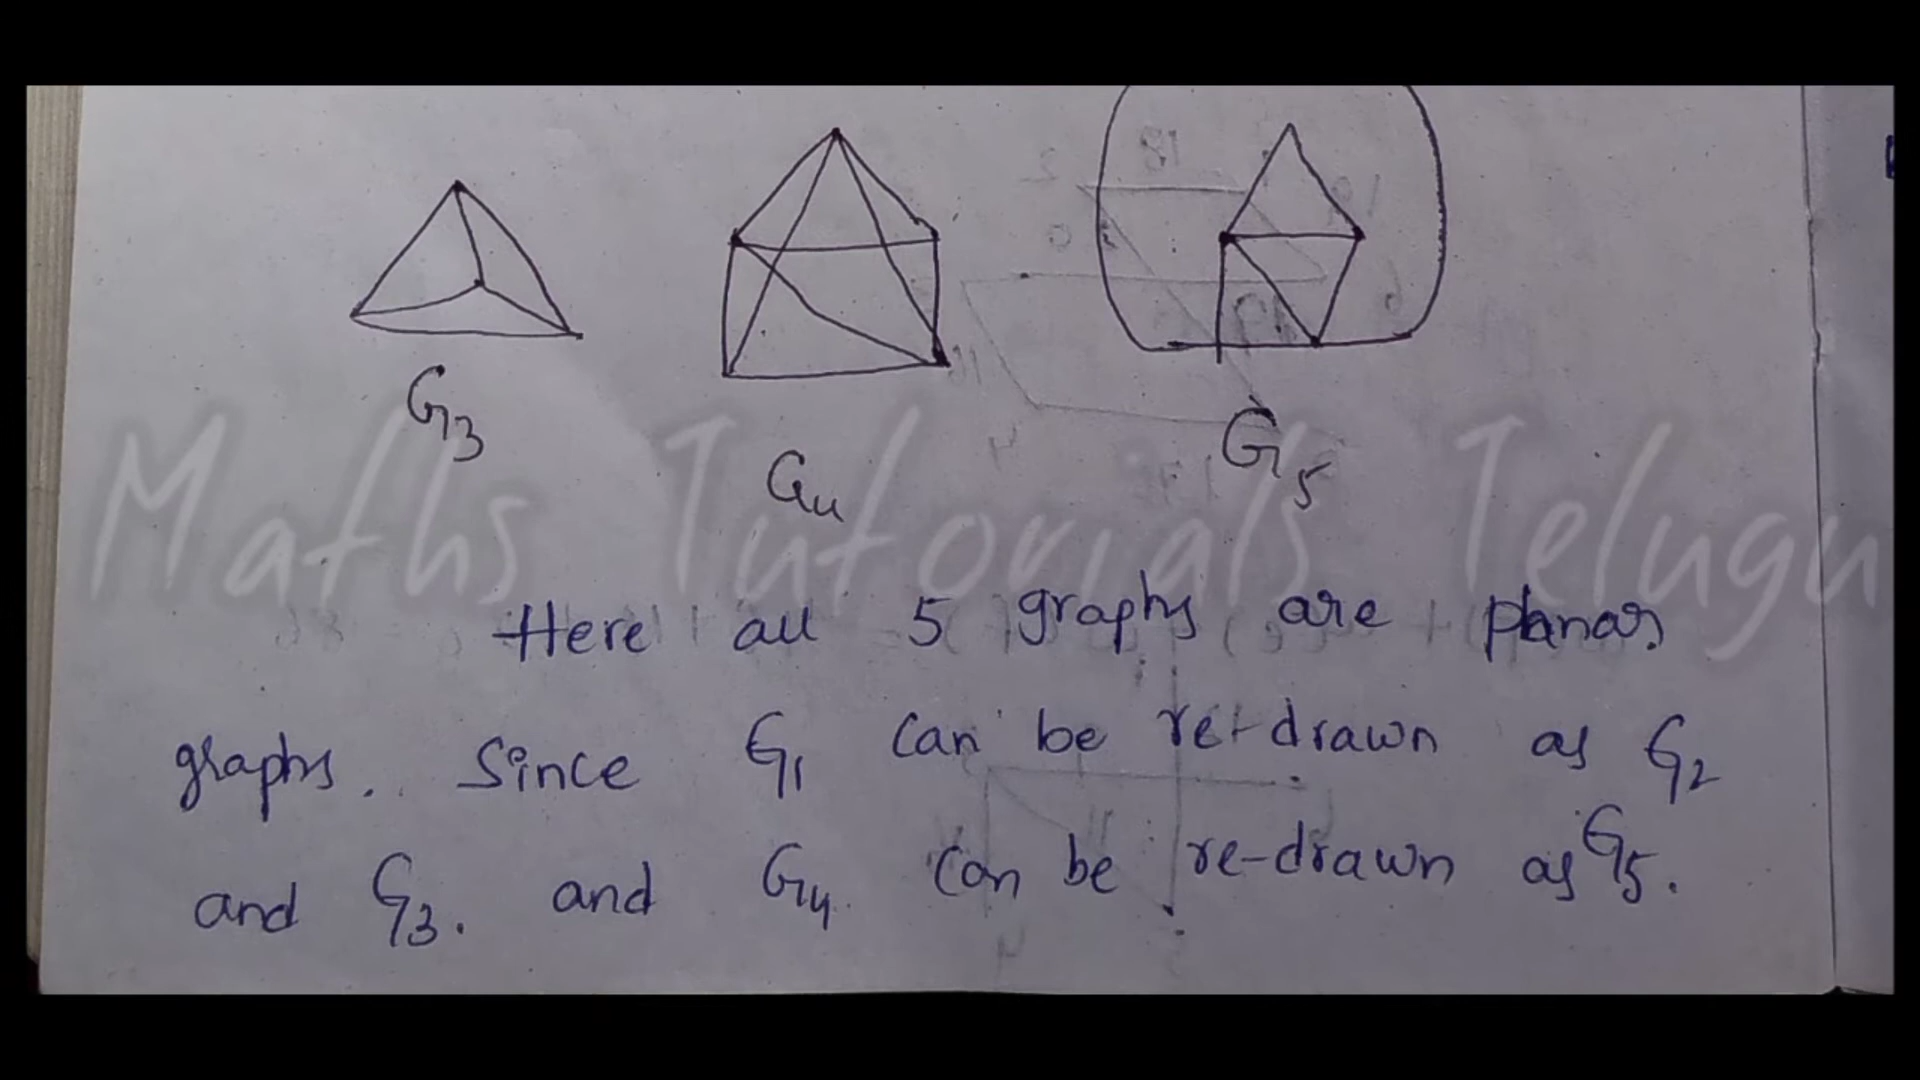 G3
G4
G5
Maths Tutorials Telugu
Here all 5 graphs are planar
graphs. Since G1 can be re-drawn as G2
and G3. and G4 can be re-drawn as G5.